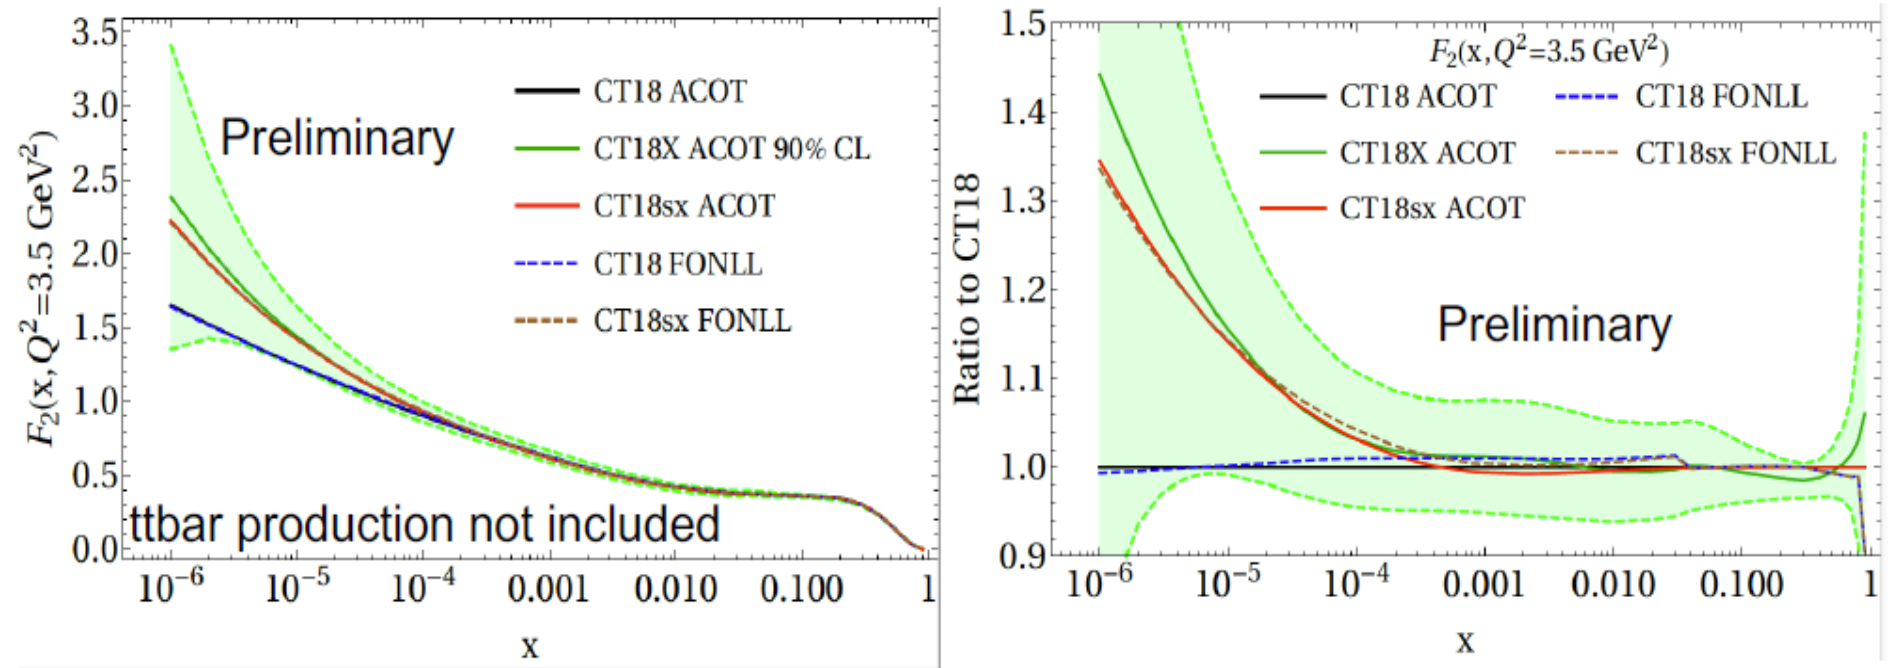 3.5
3.0
2.5
2.0
1.5
1.0
0.5
0.0
F₂(x,Q²=3.5 GeV²)
Preliminary
CT18 ACOT
CT18X ACOT 90% CL
CT18sx ACOT
CT18 FONLL
CT18sx FONLL
ttbar production not included
10⁻⁶ 10⁻⁵ 10⁻⁴ 0.001 0.010 0.100 1
x
1.5
1.4
1.3
1.2
1.1
1.0
0.9
Ratio to CT18
F₂(x,Q²=3.5 GeV²)
CT18 ACOT CT18 FONLL
CT18X ACOT CT18sx FONLL
CT18sx ACOT
Preliminary
10⁻⁶ 10⁻⁵ 10⁻⁴ 0.001 0.010 0.100 1
x